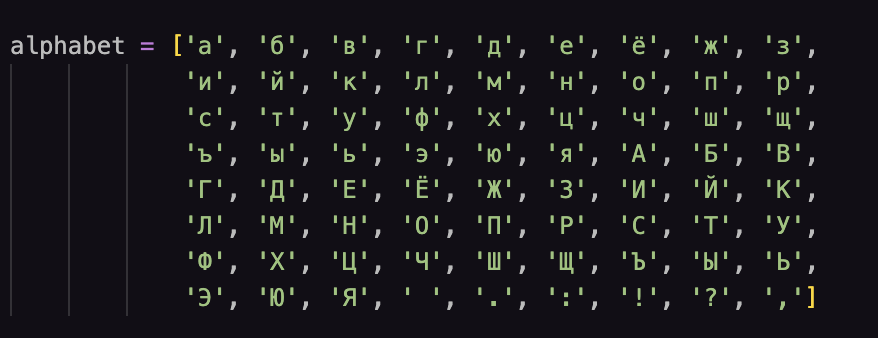 alphabet = ['а', 'б', 'в', 'г', 'д', 'е', 'ё', 'ж', 'з',
'и', 'й', 'к', 'л', 'м', 'н', 'о', 'п', 'р',
'с', 'т', 'у', 'ф', 'х', 'ц', 'ч', 'ш', 'щ',
'ъ', 'ы', 'ь', 'э', 'ю', 'я', 'А', 'Б', 'В',
'Г', 'Д', 'Е', 'Ё', 'Ж', 'З', 'И', 'Й', 'К',
'Л', 'М', 'Н', 'О', 'П', 'Р', 'С', 'Т', 'У',
'Ф', 'Х', 'Ц', 'Ч', 'Ш', 'Щ', 'Ъ', 'Ы', 'Ь',
'Э', 'Ю', 'Я', ' ', '.', ':', '!', '?', ',']